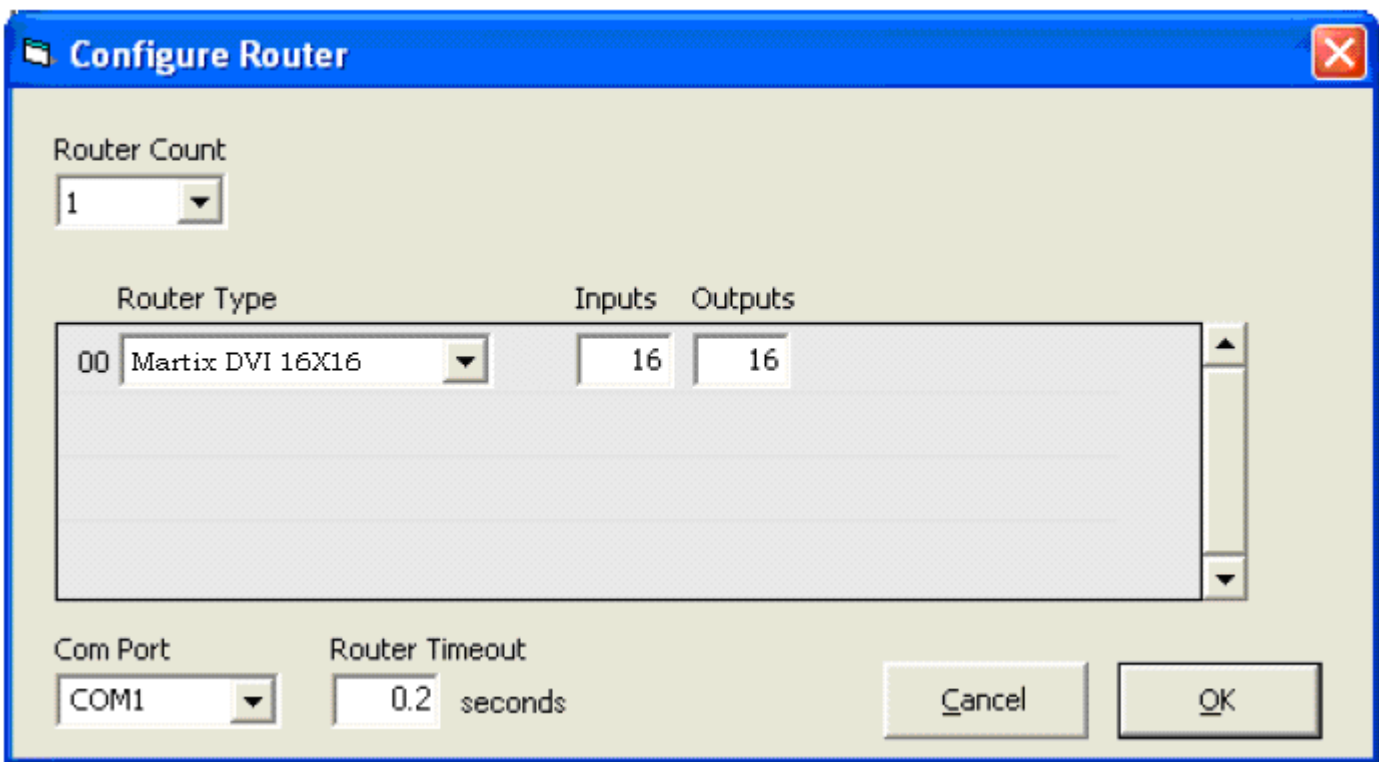 Configure Router
Router Count
1
Router Type Inputs Outputs
00 Martix DVI 16X16 16 16
Com Port Router Timeout
COM1 0.2 seconds Cancel OK